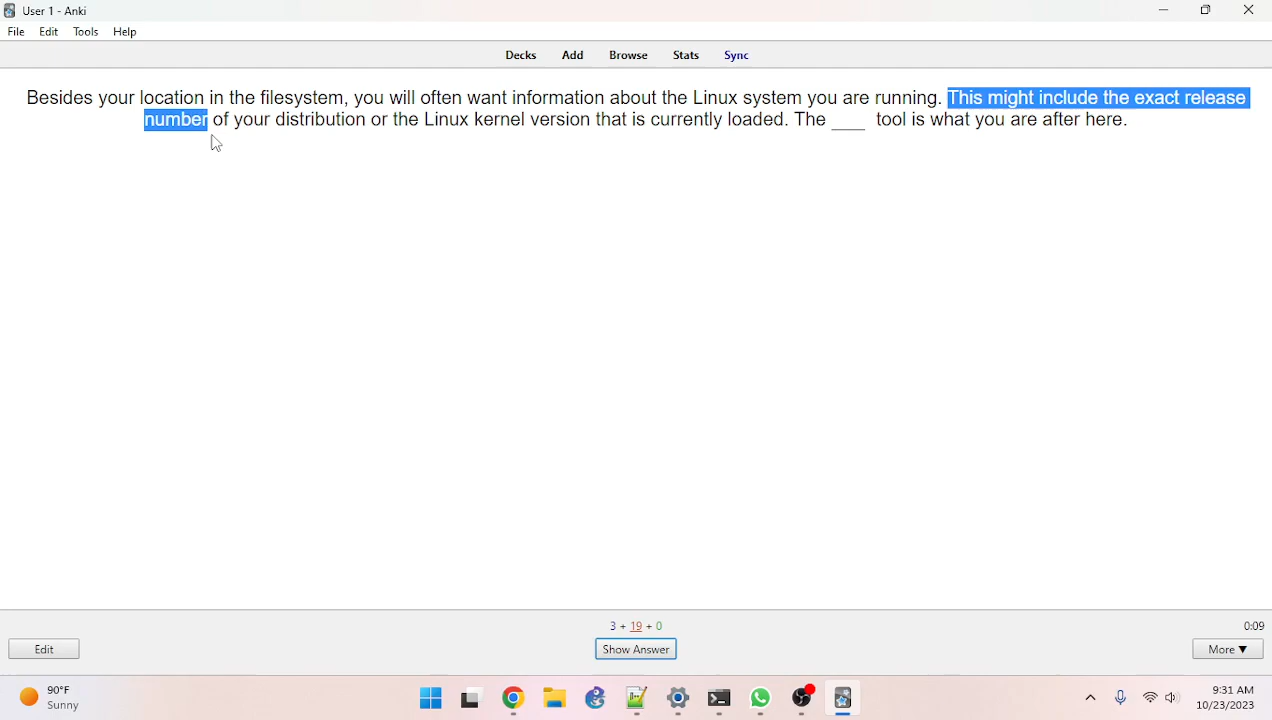 User 1 - Anki
File Edit Tools Help
Decks Add Browse Stats Sync
Besides your location in the filesystem, you will often want information about the Linux system you are running. This might include the exact release
number of your distribution or the Linux kernel version that is currently loaded. The ____ tool is what you are after here.
3 + 19 + 0
0:09
Edit
Show Answer
More ▼
90°F
Sunny
9:31 AM
10/23/2023